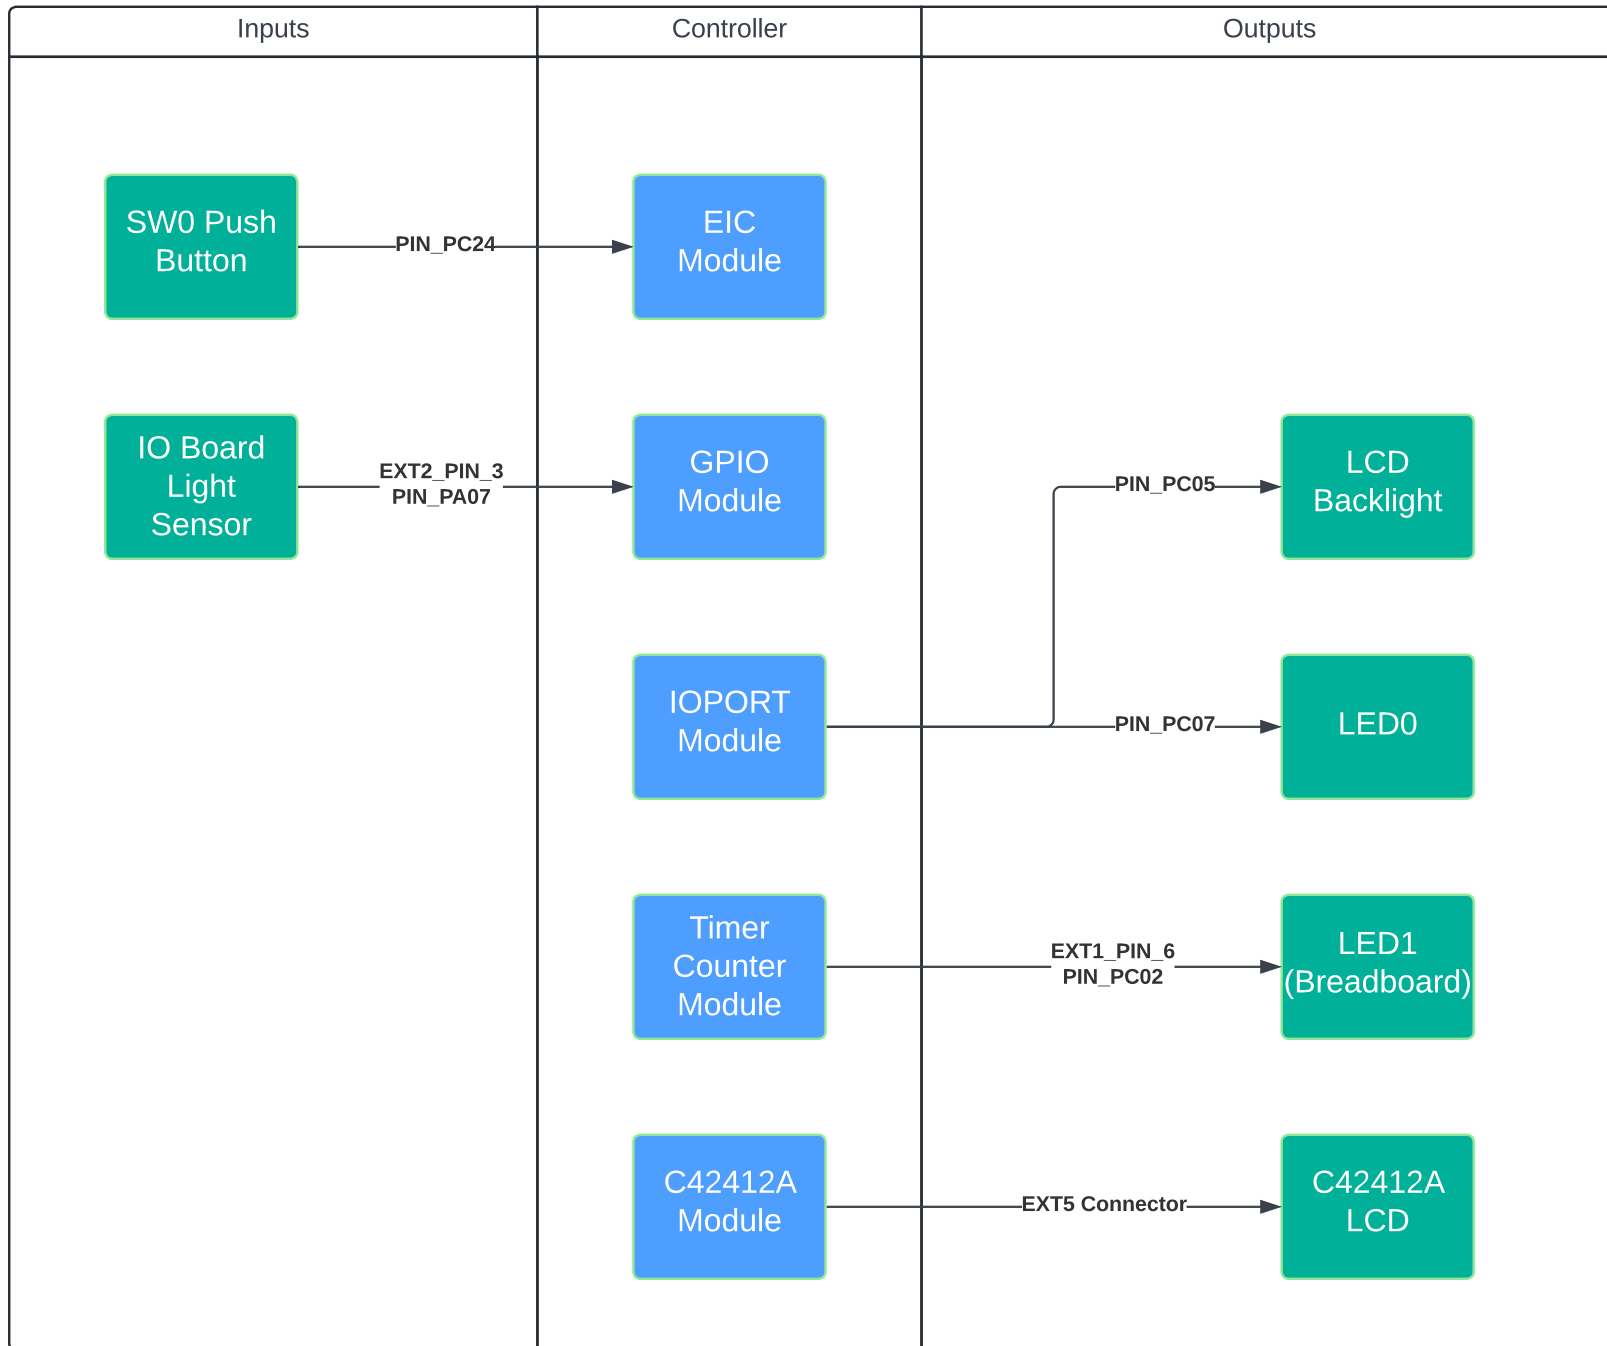 Inputs
Controller
Outputs
SW0 Push
Button
PIN_PC24
EIC
Module
IO Board
Light
Sensor
EXT2_PIN_3
PIN_PA07
GPIO
Module
PIN_PC05
LCD
Backlight
IOPORT
Module
PIN_PC07
LED0
Timer
Counter
Module
EXT1_PIN_6
PIN_PC02
LED1
(Breadboard)
C42412A
Module
EXT5 Connector
C42412A
LCD